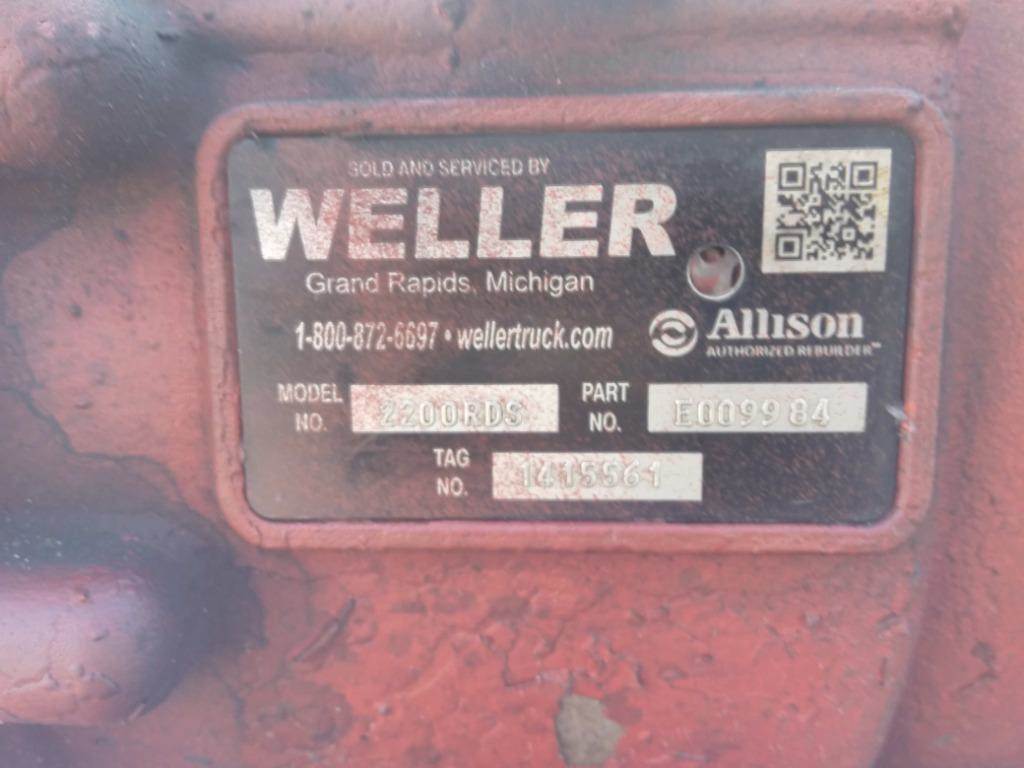 SOLD AND SERVICED BY
WELLER
Grand Rapids, Michigan
1-800-872-6697 • wellertruck.com
Allison
AUTHORIZED REBUILDER™
MODEL NO. 2200RDS
PART NO. E009984
TAG NO. 1415561